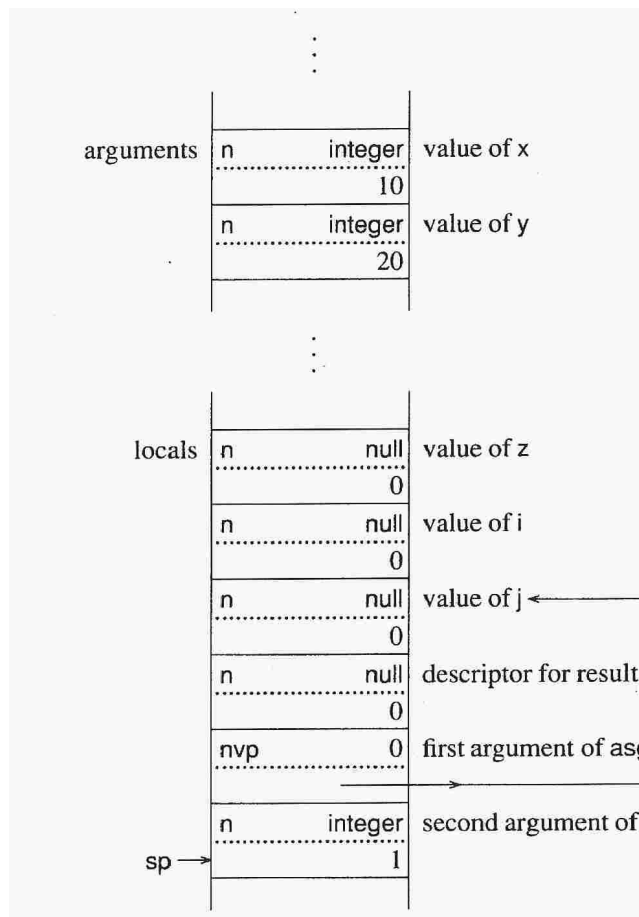 arguments n integer value of x
10
n integer value of y
20
locals n null value of z
0
n null value of i
0
n null value of j
0
n null descriptor for result
0
nvp 0 first argument of
n integer second argument of
sp 1